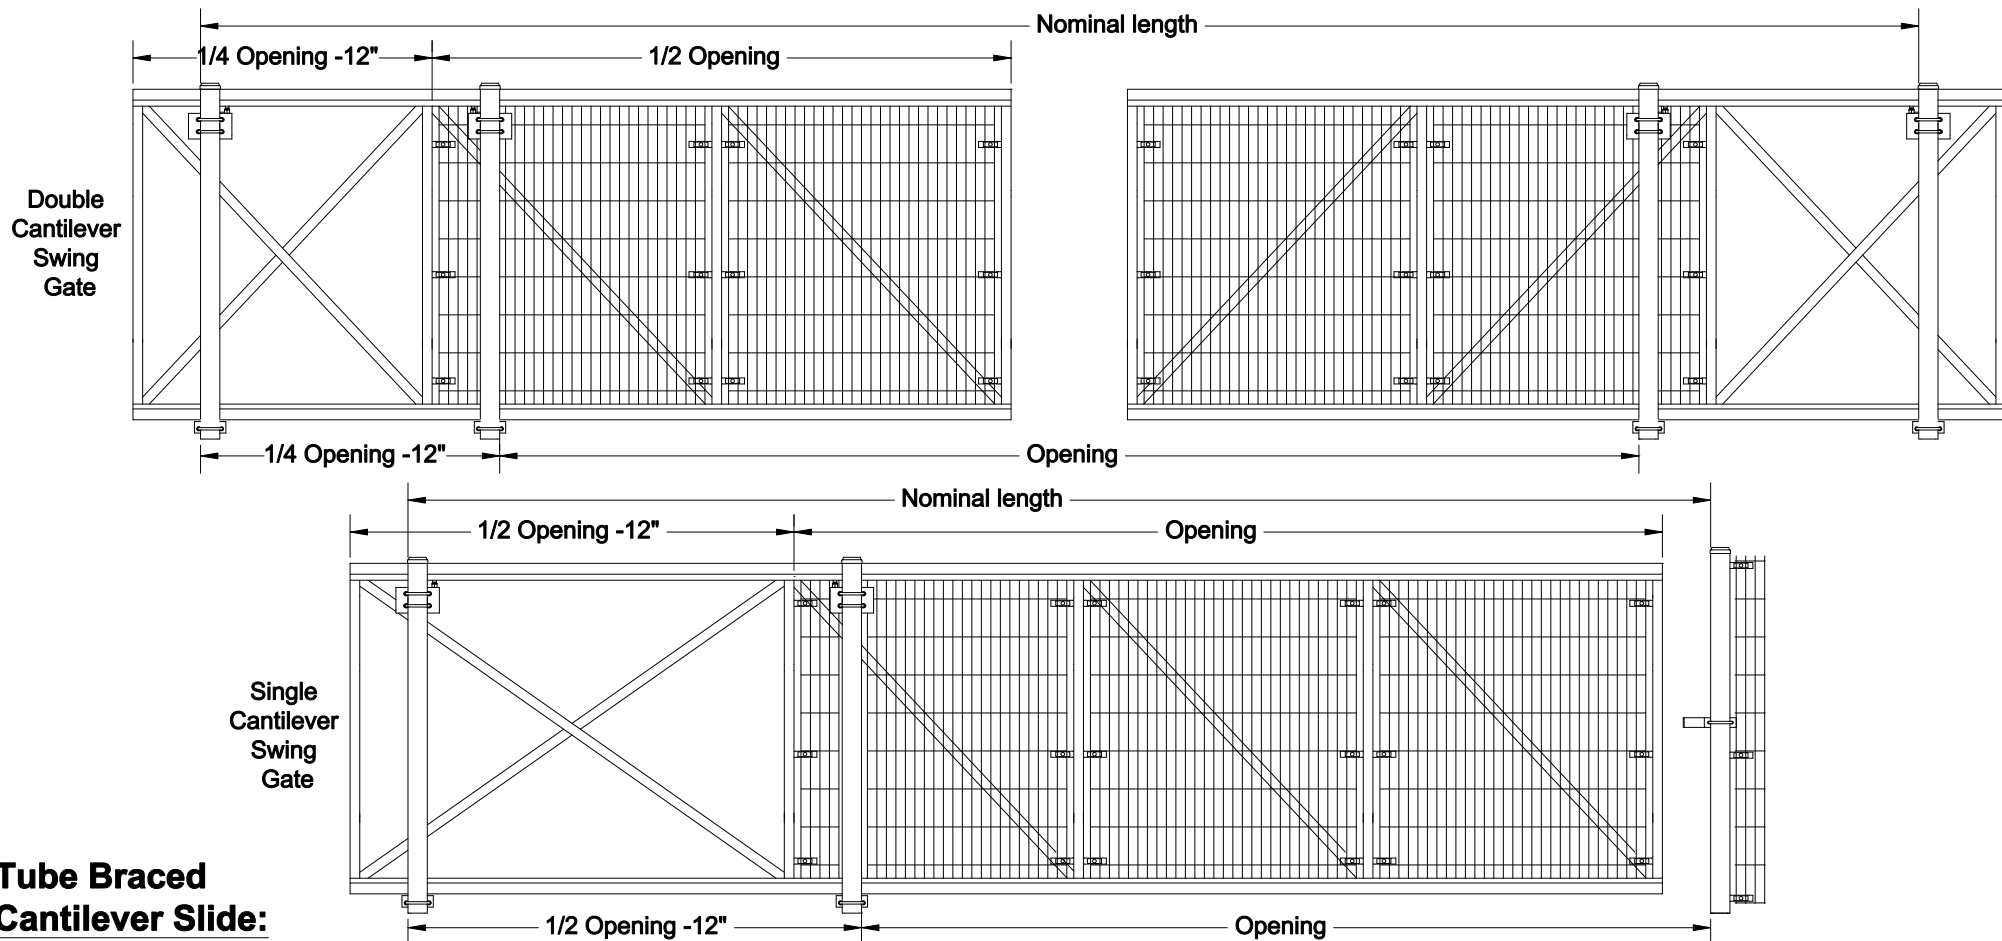 Nominal length
1/4 Opening -12"
1/2 Opening
Double
Cantilever
Swing
Gate
1/4 Opening -12"
Opening
Nominal length
1/2 Opening -12"
Opening
Single
Cantilever
Swing
Gate
Tube Braced
Cantilever Slide:
1/2 Opening -12"
Opening